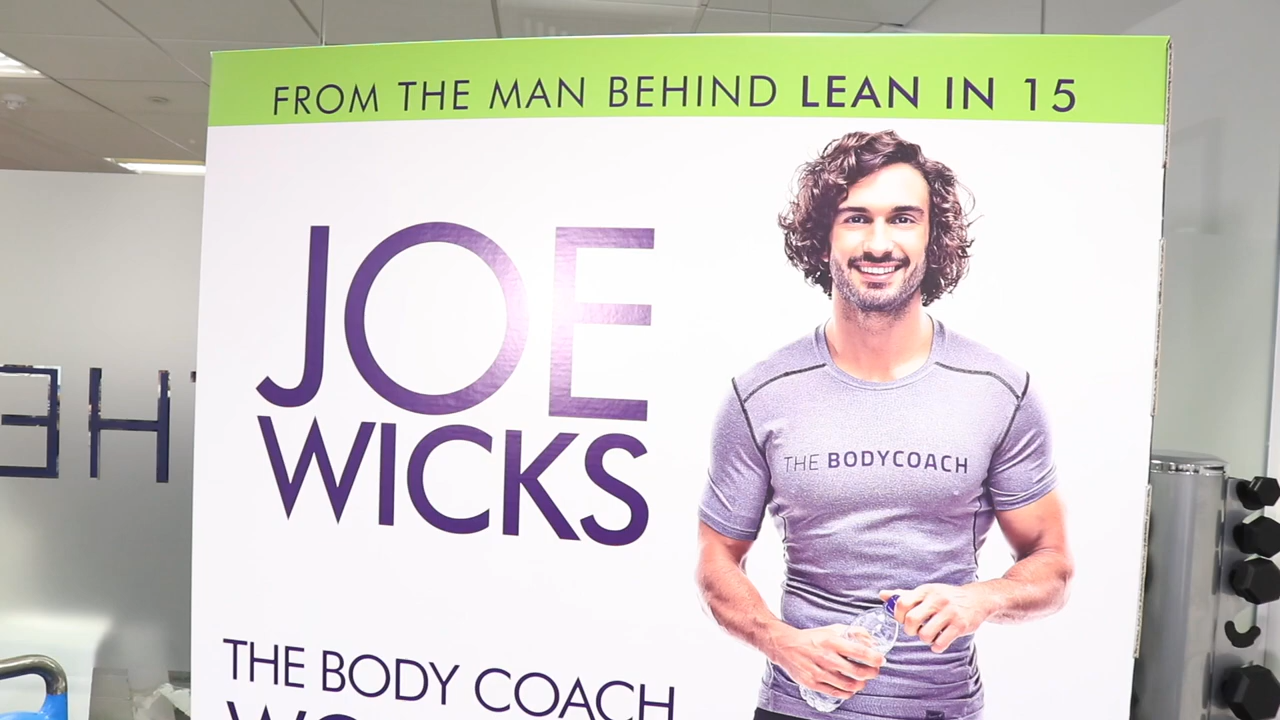 FROM THE MAN BEHIND LEAN IN 15
JOE
WICKS
THE BODYCOACH
THE BODY COACH